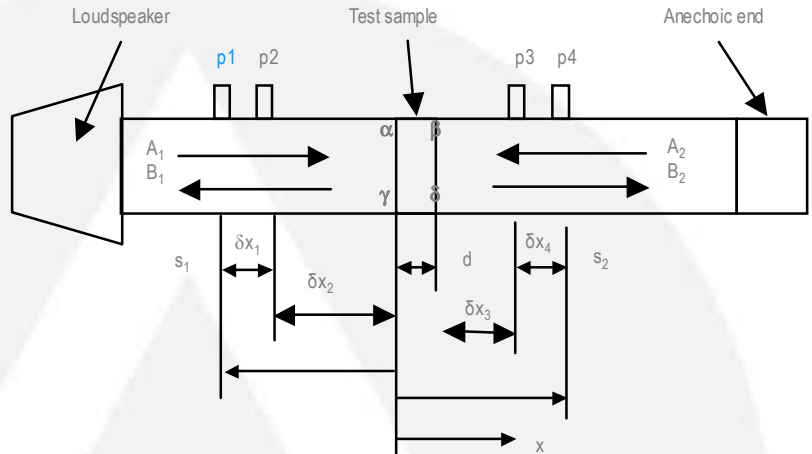 Loudspeaker Test sample Anechoic end
p1 p2 p3 p4
α β
A₁ A₂
B₁ B₂
γ δ
s₁ δx₁ d δx₄ s₂
δx₂ δx₃
x